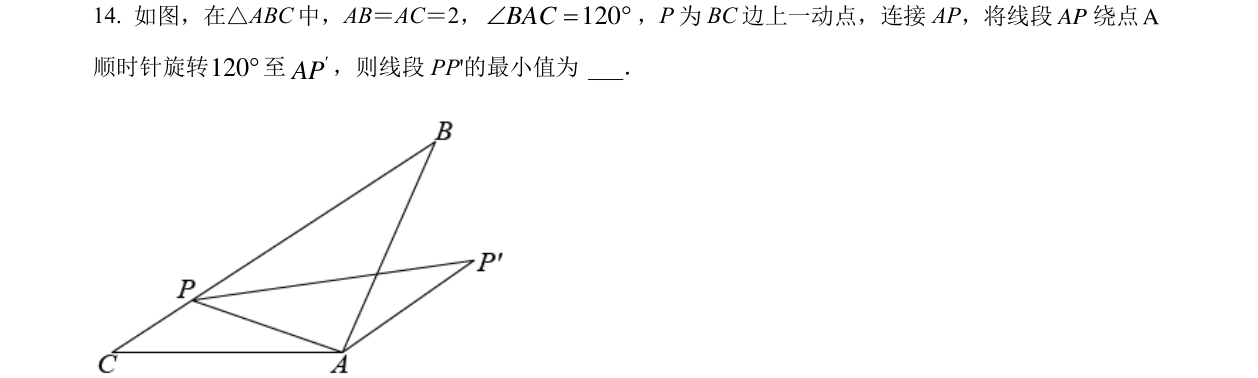 14. 如图，在△ABC中，AB＝AC＝2，∠BAC＝120°，P为BC边上一动点，连接AP，将线段AP绕点A
顺时针旋转120°至AP′，则线段PP'的最小值为 ___.
B
P'
P
C
A